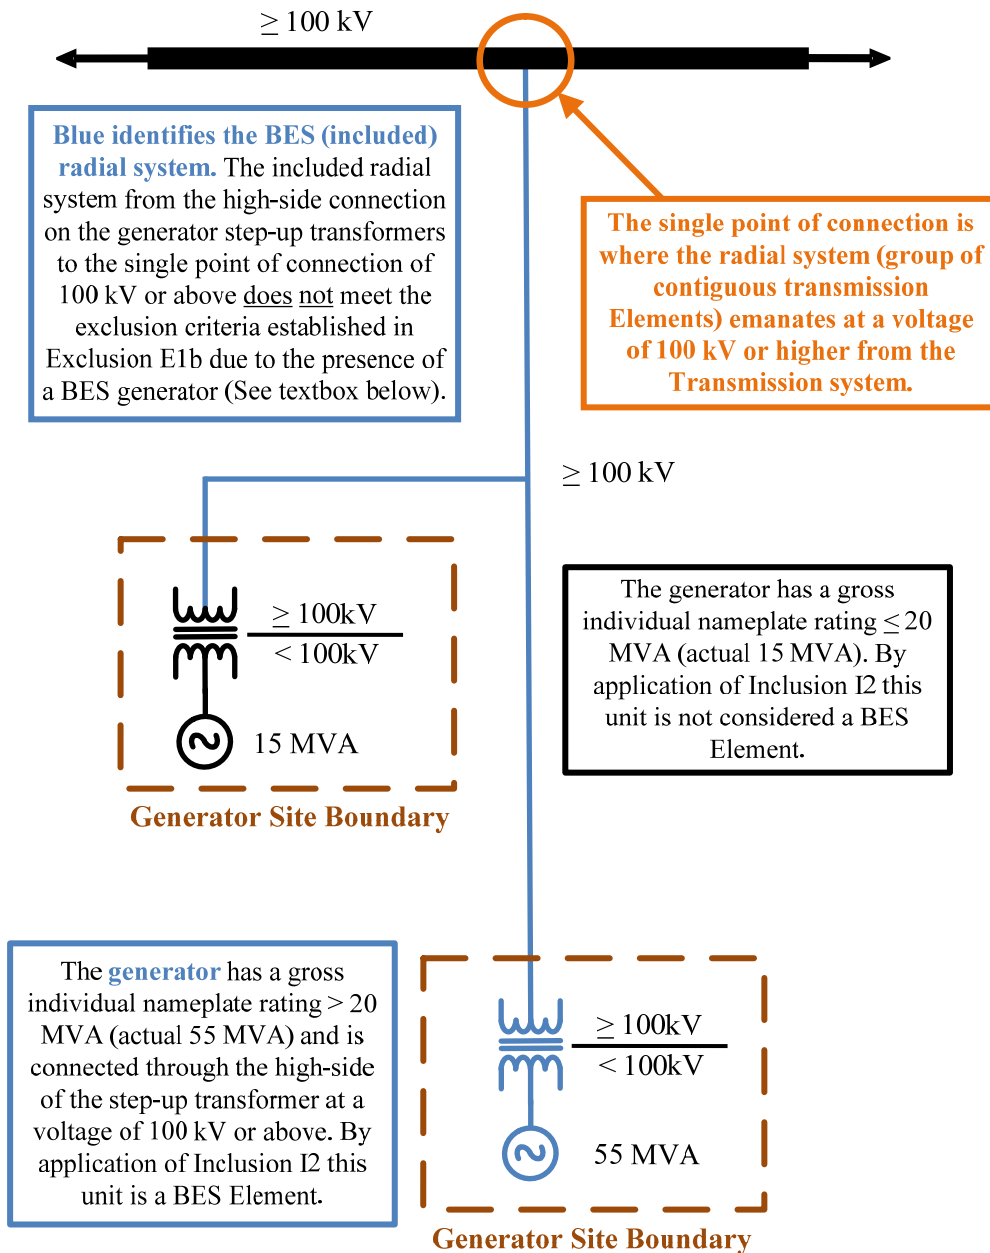 ≥ 100 kV
Blue identifies the BES (included)
radial system. The included radial
system from the high-side connection
on the generator step-up transformers
to the single point of connection of
100 kV or above does not meet the
exclusion criteria established in
Exclusion E1b due to the presence of
a BES generator (See textbox below).
The single point of connection is
where the radial system (group of
contiguous transmission
Elements) emanates at a voltage
of 100 kV or higher from the
Transmission system.
≥ 100 kV
≥ 100kV
< 100kV
15 MVA
Generator Site Boundary
The generator has a gross
individual nameplate rating ≤ 20
MVA (actual 15 MVA). By
application of Inclusion I2 this
unit is not considered a BES
Element.
The generator has a gross
individual nameplate rating > 20
MVA (actual 55 MVA) and is
connected through the high-side
of the step-up transformer at a
voltage of 100 kV or above. By
application of Inclusion I2 this
unit is a BES Element.
≥ 100kV
< 100kV
55 MVA
Generator Site Boundary